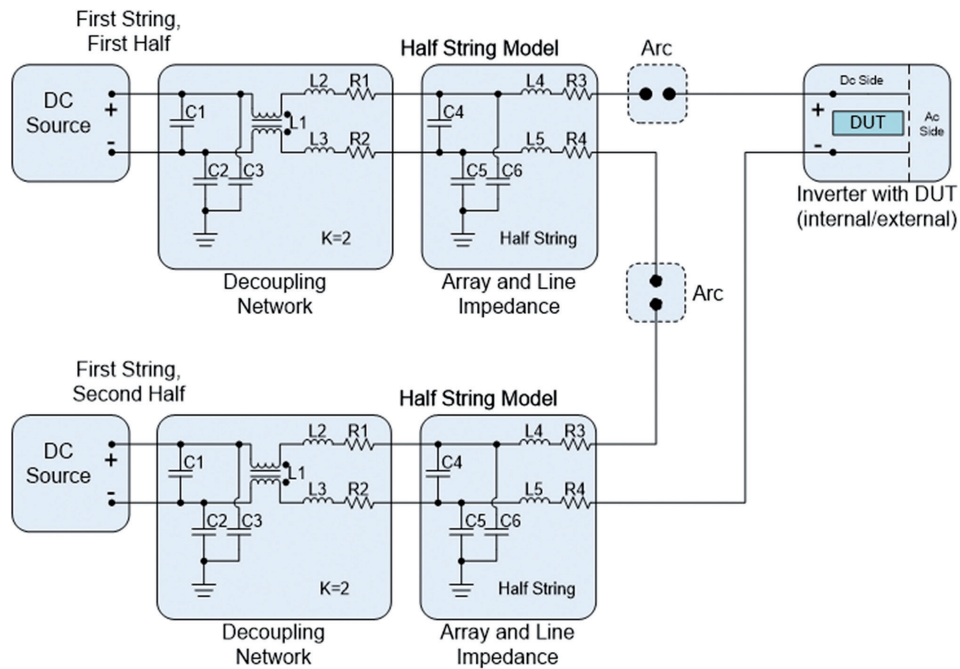 First String,
First Half
DC
Source
+
-
C1
C2
C3
L1
L2
R1
L3
R2
K=2
Decoupling
Network
Half String Model
C4
C5
C6
L4
R3
L5
R4
Half String
Array and Line
Impedance
Arc
Dc Side
+
DUT
-
Ac
Side
Inverter with DUT
(internal/external)
Arc
First String,
Second Half
DC
Source
+
-
C1
C2
C3
L1
L2
R1
L3
R2
K=2
Decoupling
Network
Half String Model
C4
C5
C6
L4
R3
L5
R4
Half String
Array and Line
Impedance